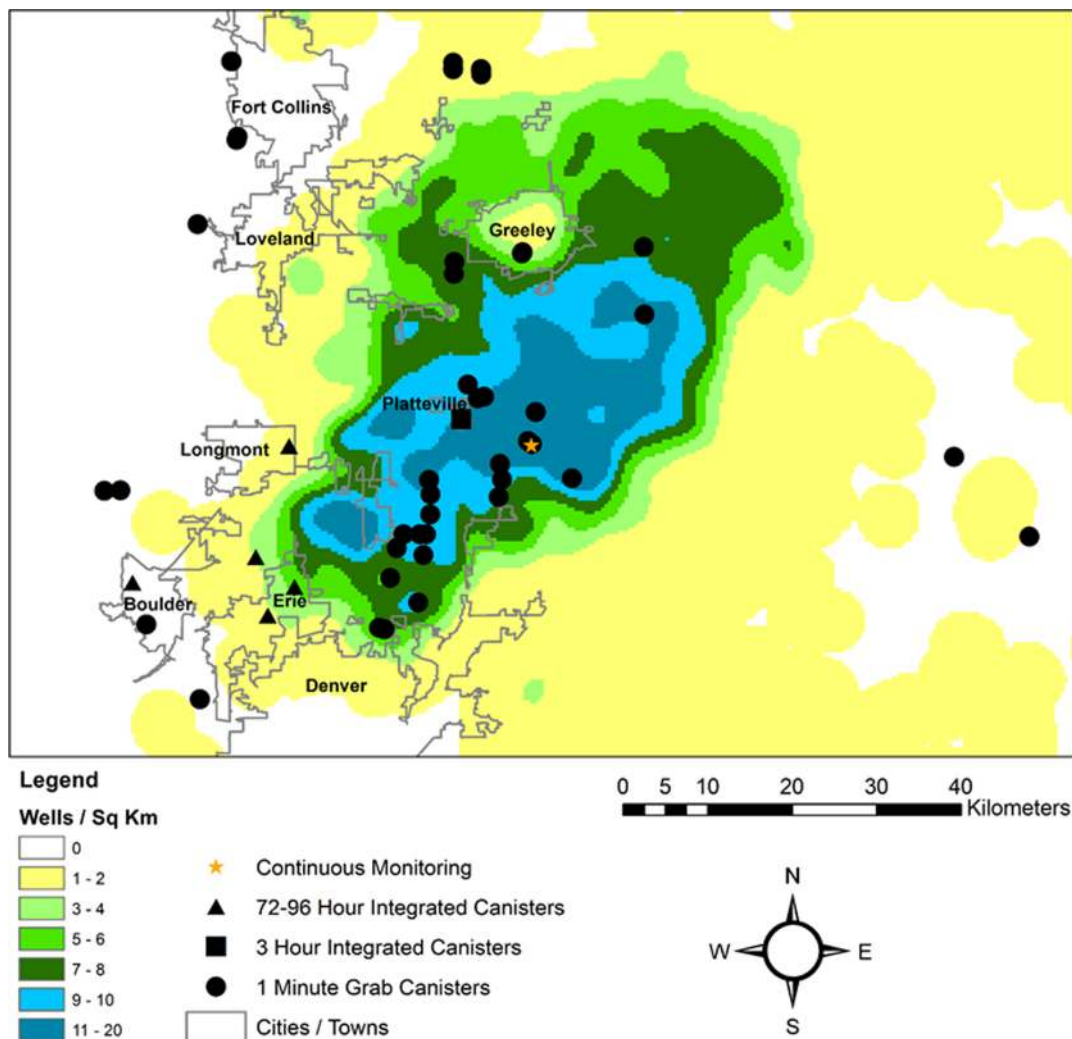 Fort Collins
Loveland
Greeley
Platteville
Longmont
Boulder
Erie
Denver
Legend
Wells / Sq Km
0
1 - 2
3 - 4
5 - 6
7 - 8
9 - 10
11 - 20
Continuous Monitoring
72-96 Hour Integrated Canisters
3 Hour Integrated Canisters
1 Minute Grab Canisters
Cities / Towns
0 5 10 20 30 40
Kilometers
N
W E
S